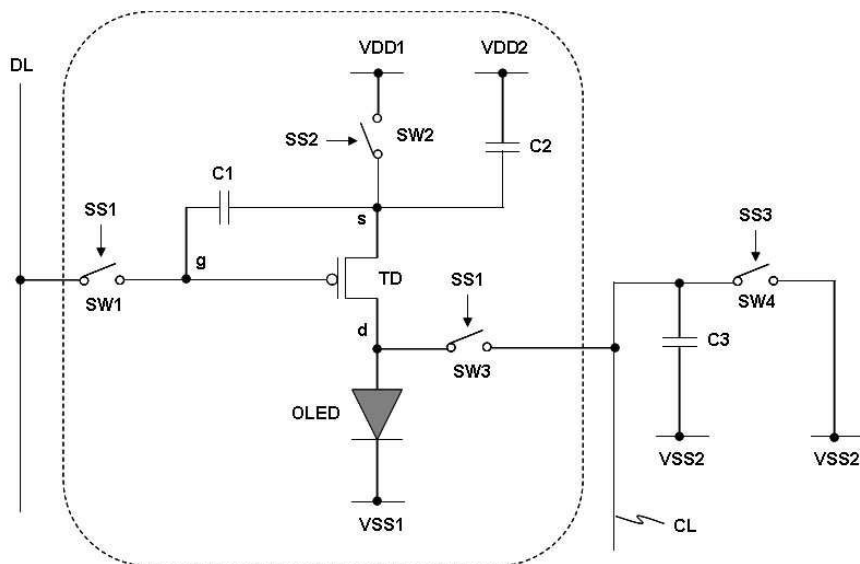 VDD1
VDD2
DL
SS2
SW2
C2
C1
SS1
s
SS3
g
TD
SS1
SW1
SW4
d
C3
SW3
OLED
VSS2
VSS2
VSS1
CL